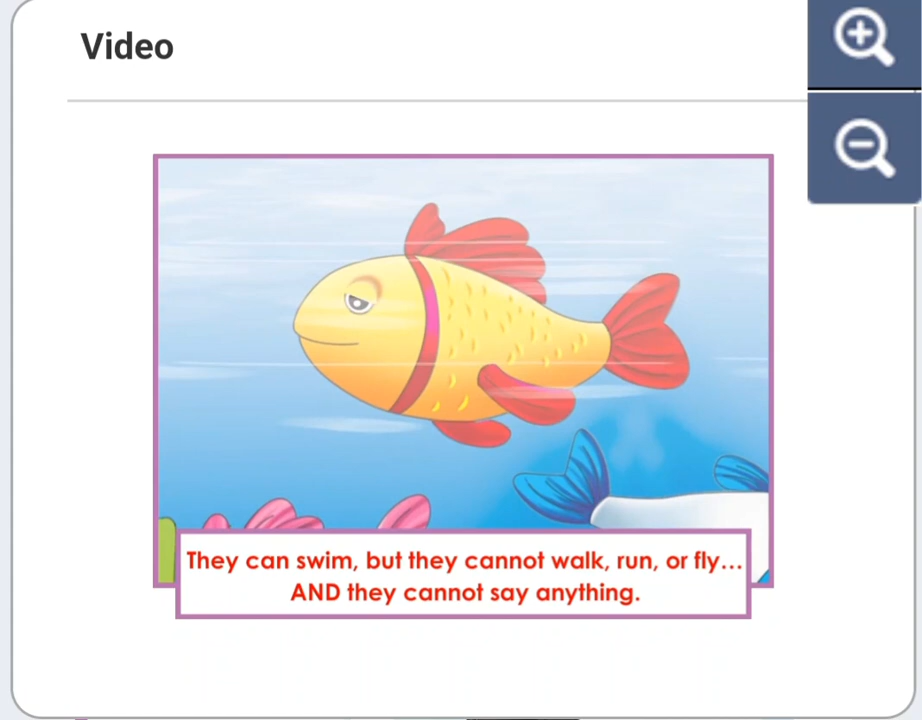 Video
They can swim, but they cannot walk, run, or fly...
AND they cannot say anything.